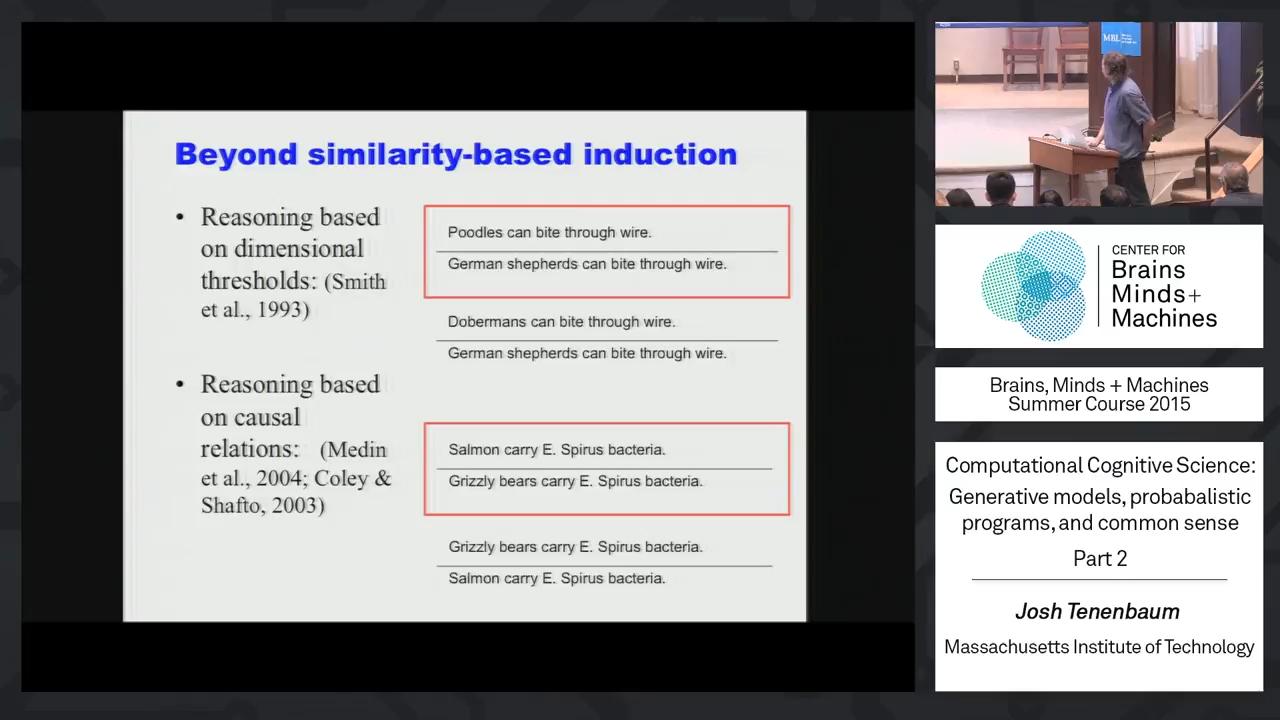 Beyond similarity-based induction
• Reasoning based
on dimensional
thresholds: (Smith
et al., 1993)
Poodles can bite through wire.
German shepherds can bite through wire.
Dobermans can bite through wire.
German shepherds can bite through wire.
• Reasoning based
on causal
relations: (Medin
et al., 2004; Coley &
Shafto, 2003)
Salmon carry E. Spirus bacteria.
Grizzly bears carry E. Spirus bacteria.
Grizzly bears carry E. Spirus bacteria.
Salmon carry E. Spirus bacteria.
MBL
CENTER FOR
Brains
Minds+
Machines
Brains, Minds + Machines
Summer Course 2015
Computational Cognitive Science:
Generative models, probabalistic
programs, and common sense
Part 2
Josh Tenenbaum
Massachusetts Institute of Technology